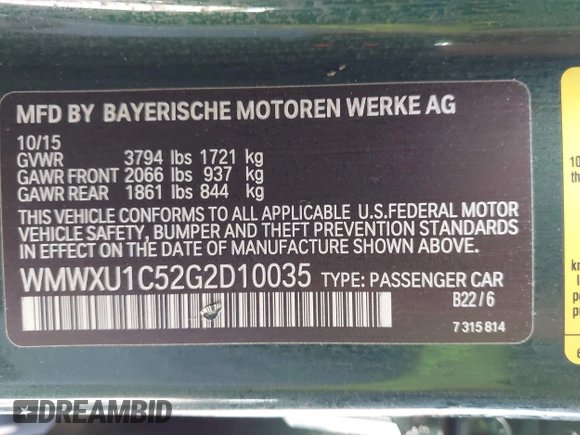 MFD BY BAYERISCHE MOTOREN WERKE AG
10/15
GVWR 3794 lbs 1721 kg
GAWR FRONT 2066 lbs 937 kg
GAWR REAR 1861 lbs 844 kg
THIS VEHICLE CONFORMS TO ALL APPLICABLE U.S.FEDERAL MOTOR
VEHICLE SAFETY, BUMPER AND THEFT PREVENTION STANDARDS
IN EFFECT ON THE DATE OF MANUFACTURE SHOWN ABOVE.
WMWXU1C52G2D10035 TYPE: PASSENGER CAR
B22/6
7 315 814
DREAMBID